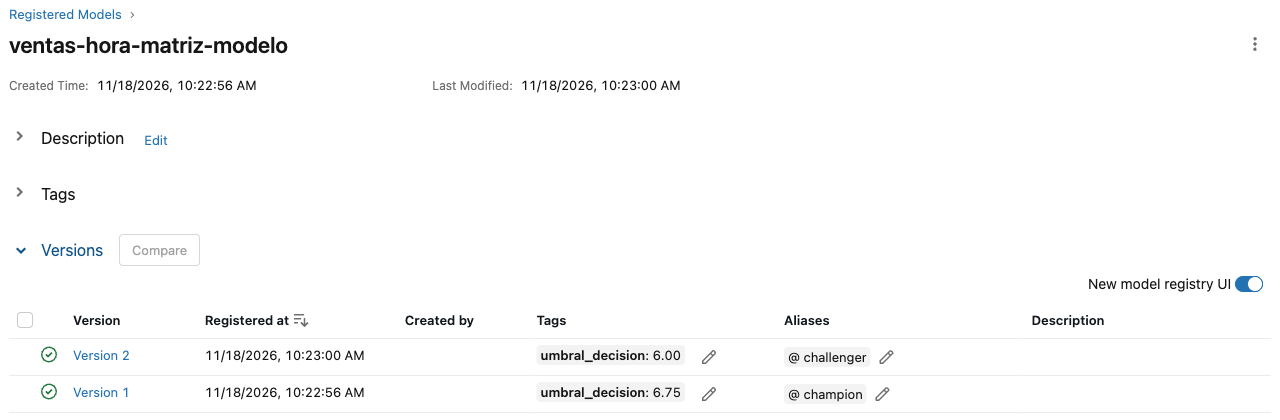 Registered Models ›
ventas-hora-matriz-modelo
Created Time: 11/18/2026, 10:22:56 AM Last Modified: 11/18/2026, 10:23:00 AM
Description Edit
Tags
Versions Compare
New model registry UI
Version Registered at Created by Tags Aliases Description
Version 2 11/18/2026, 10:23:00 AM umbral_decision: 6.00 @ challenger
Version 1 11/18/2026, 10:22:56 AM umbral_decision: 6.75 @ champion